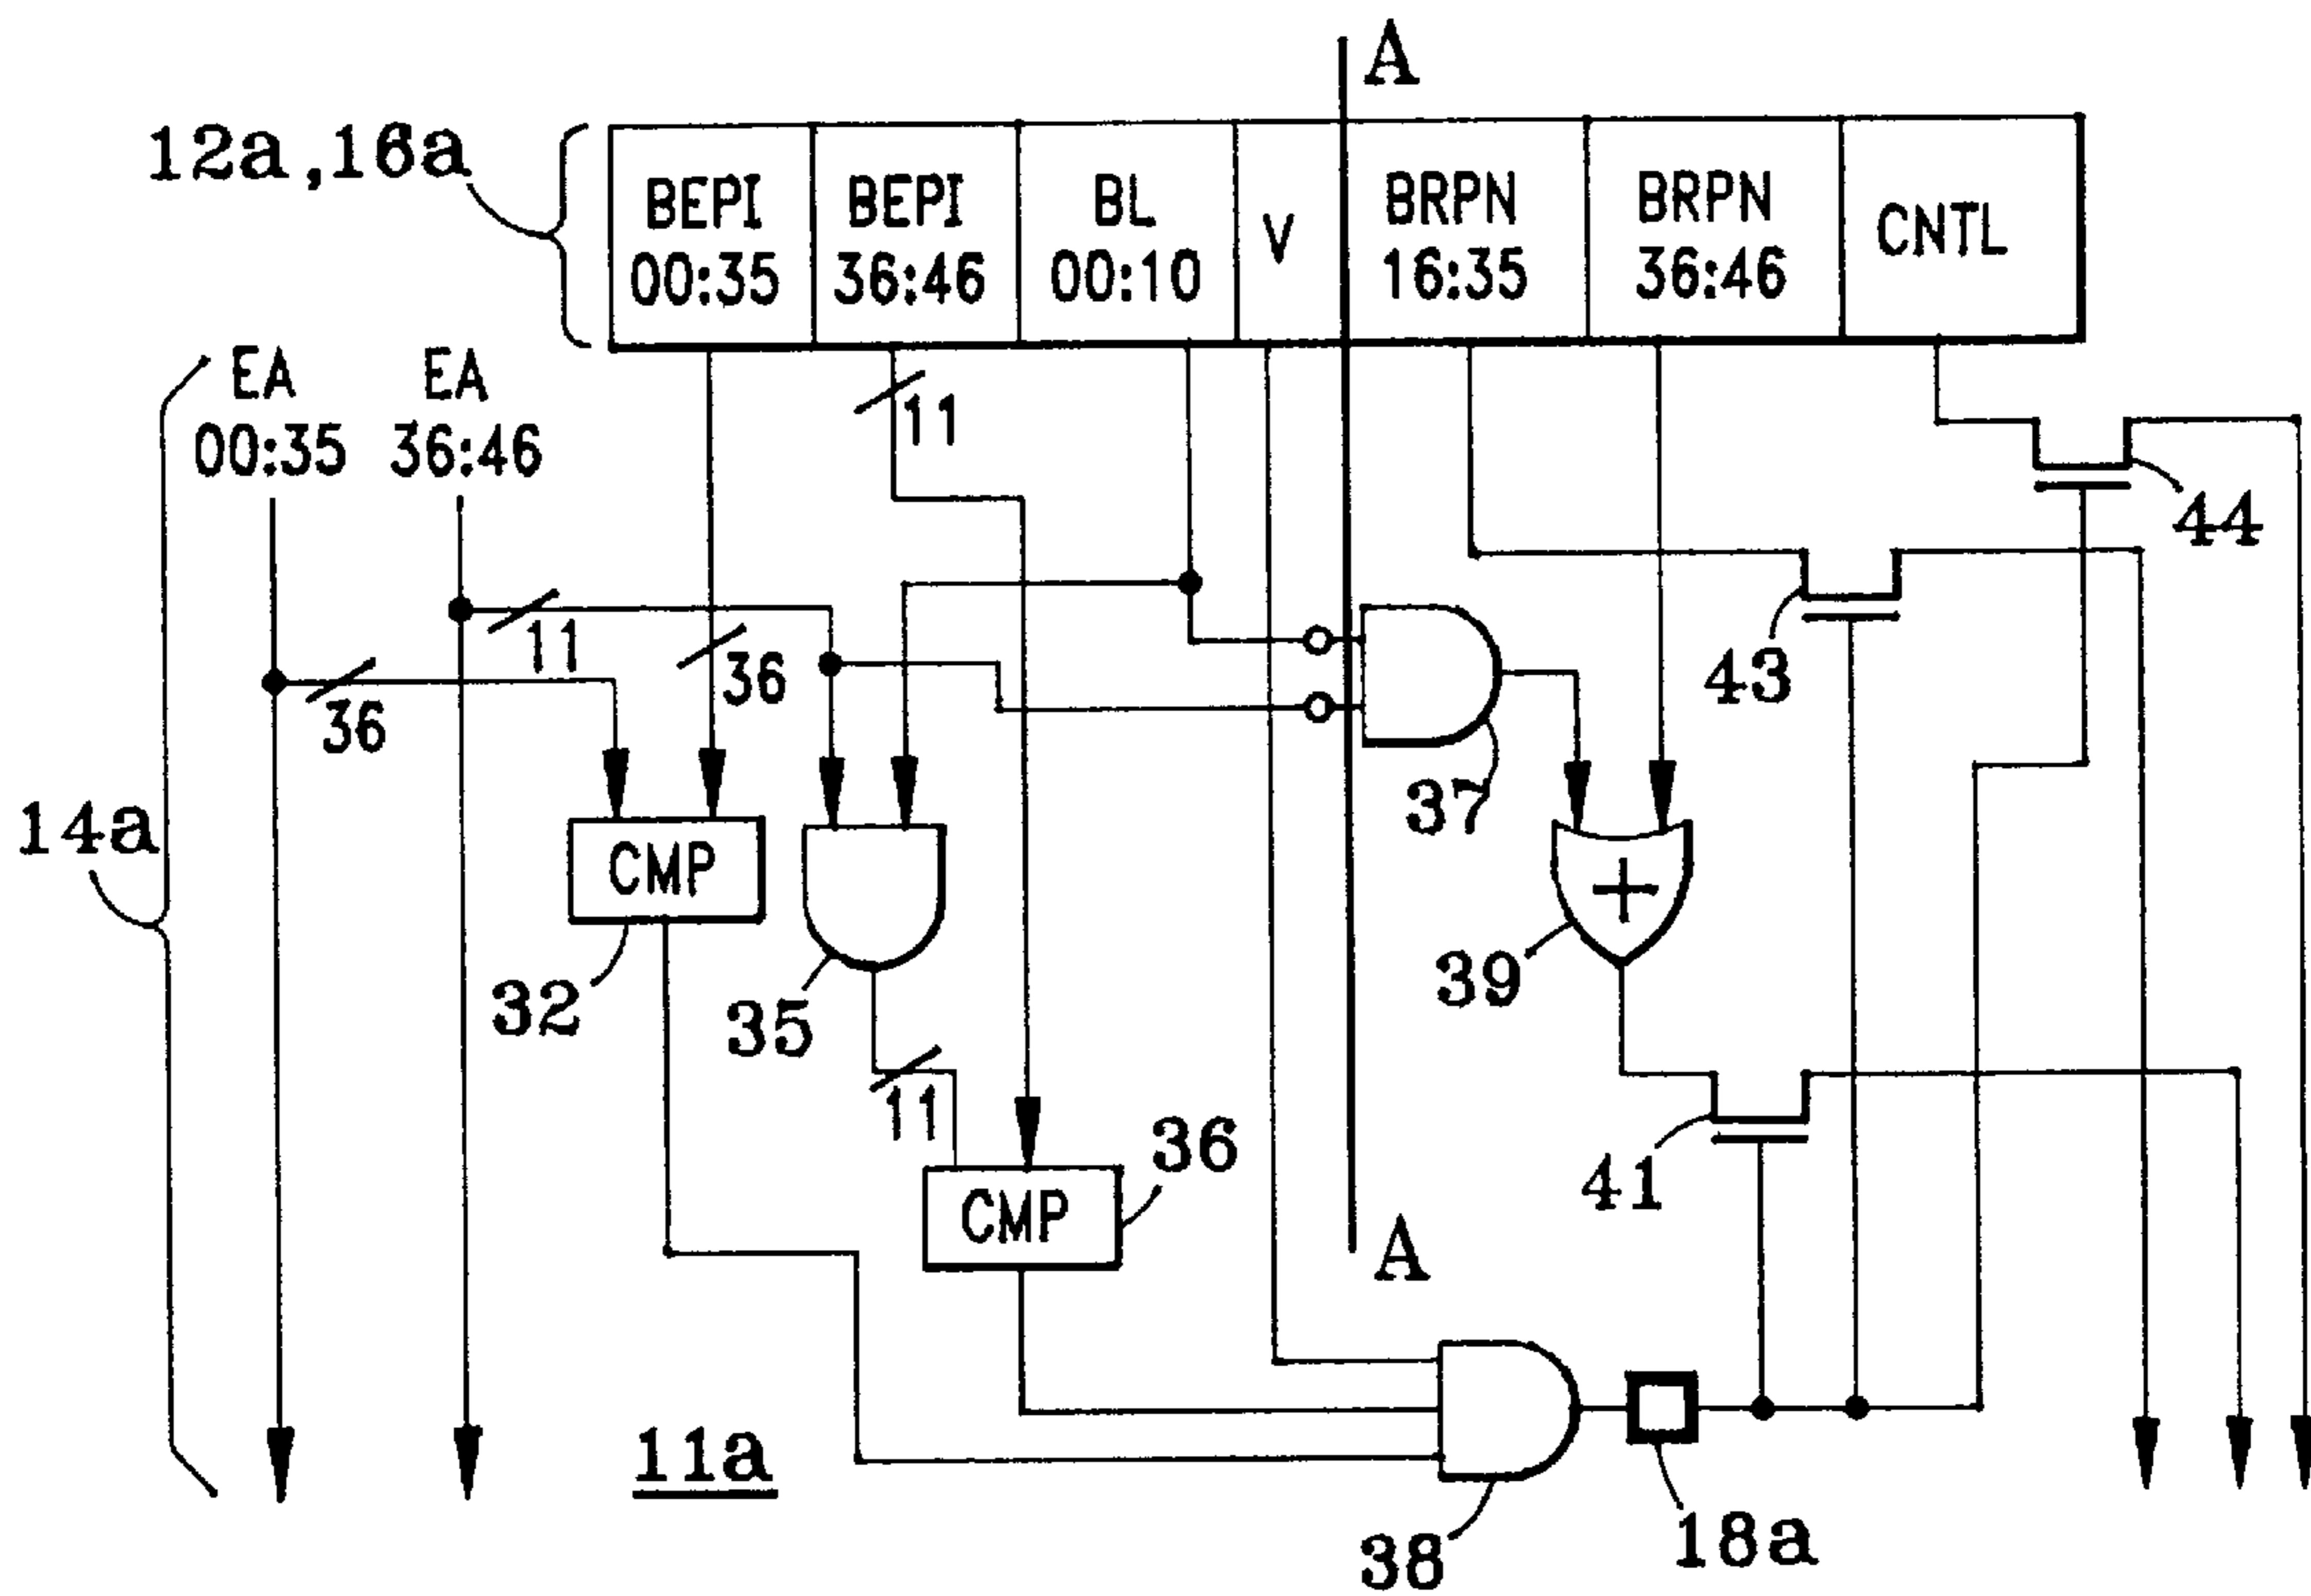 A
12a,16a
BEPI
00:35
BEPI
36:46
BL
00:10
V
BRPN
16:35
BRPN
36:46
CNTL
EA
00:35
EA
36:46
11
44
11
36
36
43
37
14a
CMP
32
35
39
11
36
CMP
41
A
11a
38
18a